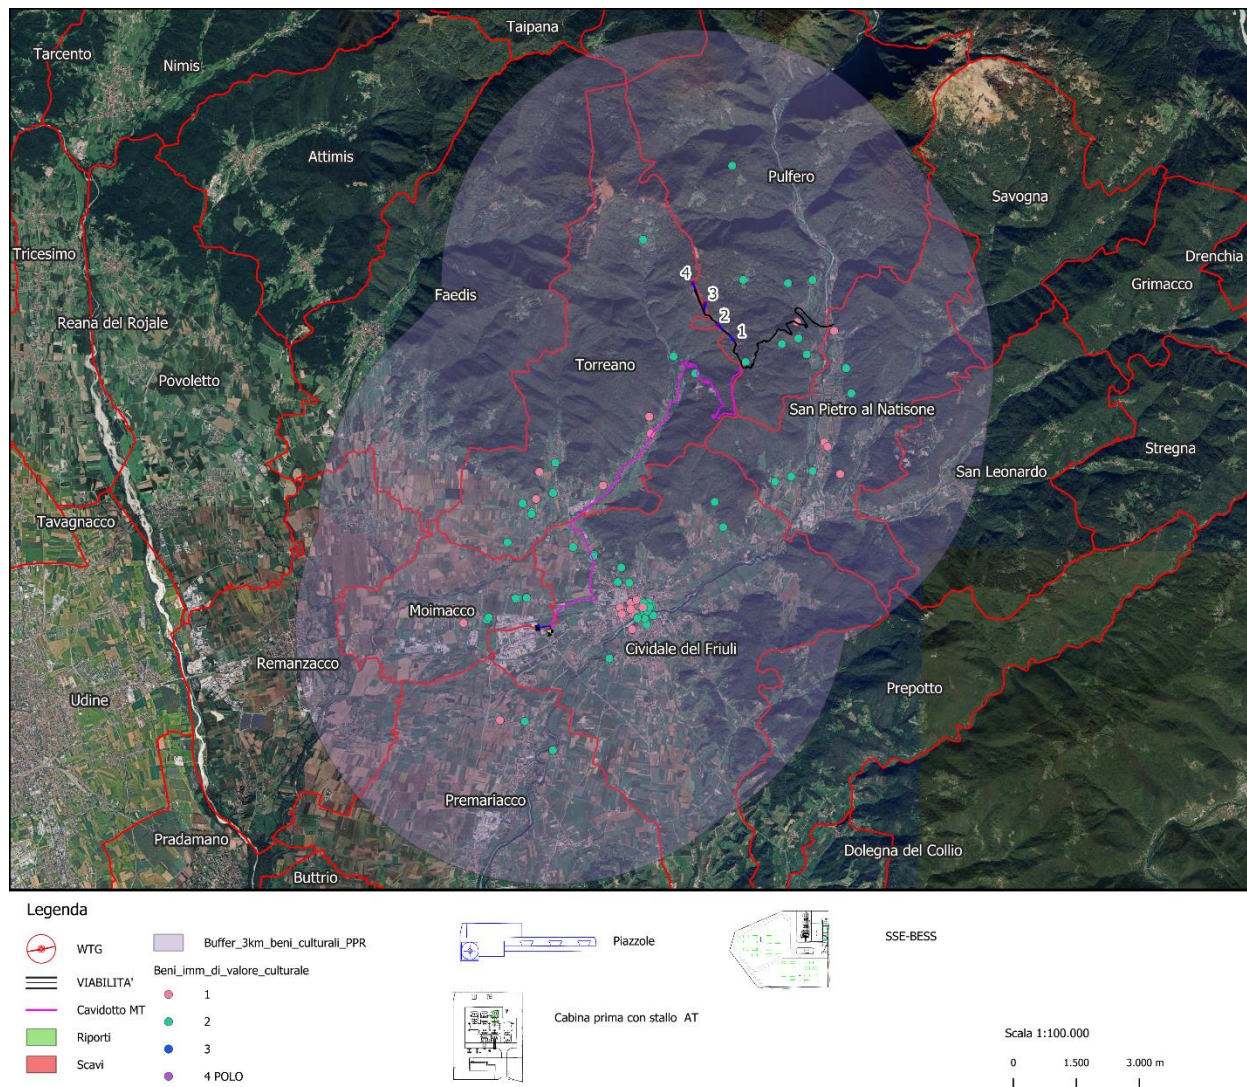 Taipana
Tarcento
Nimis
Attimis
Pulfero
Savogna
Tricesimo
Drenchia
Grimacco
4
Faedis
3
Reana del Rojale
2
1
Torreano
Povoletto
San Pietro al Natisone
Stregna
San Leonardo
Tavagnacco
Moimacco
Cividale del Friuli
Remanzacco
Prepotto
Udine
Premariacco
Pradamano
Dolegna del Collio
Buttrio
Legenda
WTG
VIABILITA'
Cavidotto MT
Riporti
Scavi
Buffer_3km_beni_culturali_PPR
Beni_imm_di_valore_culturale
1
2
3
4 POLO
Piazzole
Cabina prima con stallo AT
SSE-BESS
Scala 1:100.000
0 1.500 3.000 m